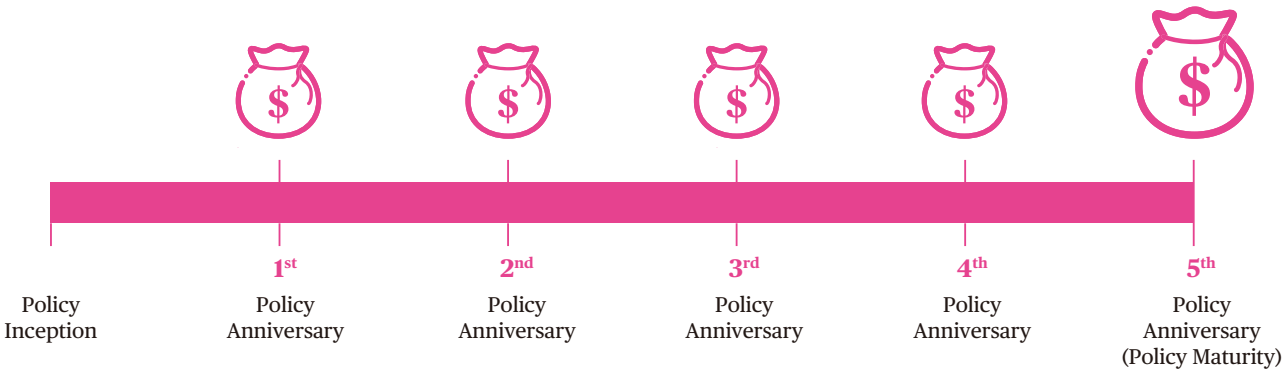 $ $ $ $ $
1st 2nd 3rd 4th 5th
Policy Inception
Policy Anniversary
Policy Anniversary
Policy Anniversary
Policy Anniversary
Policy Anniversary (Policy Maturity)